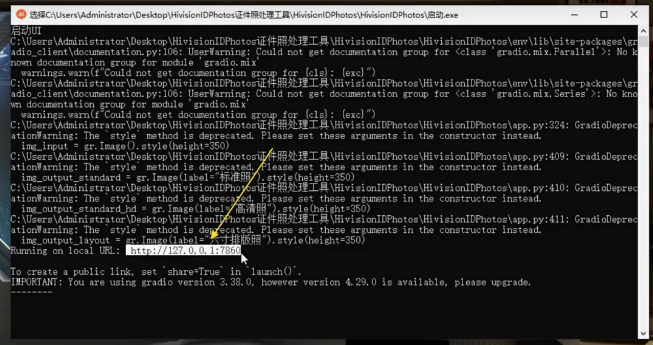 选择C:\Users\Administrator\Desktop\HivisionIDPhotos证件照处理工具\HivisionIDPhotos\HivisionIDPhotos\启动.exe
启动UI
C:\Users\Administrator\Desktop\HivisionIDPhotos证件照处理工具\HivisionIDPhotos\HivisionIDPhotos\env\lib\site-packages\gr
adio_client\documentation.py:106: UserWarning: Could not get documentation group for <class 'gradio.mix.Parallel'>: No k
nown documentation group for module 'gradio.mix'
warnings.warn(f"Could not get documentation group for {cls}: {exc}")
C:\Users\Administrator\Desktop\HivisionIDPhotos证件照处理工具\HivisionIDPhotos\HivisionIDPhotos\env\lib\site-packages\gr
adio_client\documentation.py:106: UserWarning: Could not get documentation group for <class 'gradio.mix.Series'>: No kno
wn documentation group for module 'gradio.mix'
warnings.warn(f"Could not get documentation group for {cls}: {exc}")
C:\Users\Administrator\Desktop\HivisionIDPhotos证件照处理工具\HivisionIDPhotos\HivisionIDPhotos\app.py:324: GradioDeprec
ationWarning: The `style` method is deprecated. Please set these arguments in the constructor instead.
img_input = gr.Image().style(height=350)
C:\Users\Administrator\Desktop\HivisionIDPhotos证件照处理工具\HivisionIDPhotos\HivisionIDPhotos\app.py:409: GradioDeprec
ationWarning: The `style` method is deprecated. Please set these arguments in the constructor instead.
img_output_standard = gr.Image(label="标准照").style(height=350)
C:\Users\Administrator\Desktop\HivisionIDPhotos证件照处理工具\HivisionIDPhotos\HivisionIDPhotos\app.py:410: GradioDeprec
ationWarning: The `style` method is deprecated. Please set these arguments in the constructor instead.
img_output_standard_hd = gr.Image(label="高清照").style(height=350)
C:\Users\Administrator\Desktop\HivisionIDPhotos证件照处理工具\HivisionIDPhotos\HivisionIDPhotos\app.py:411: GradioDeprec
ationWarning: The `style` method is deprecated. Please set these arguments in the constructor instead.
img_output_layout = gr.Image(label="六寸排版照").style(height=350)
Running on local URL: http://127.0.0.1:7860
To create a public link, set `share=True` in `launch()`.
IMPORTANT: You are using gradio version 3.38.0, however version 4.29.0 is available, please upgrade.
--------